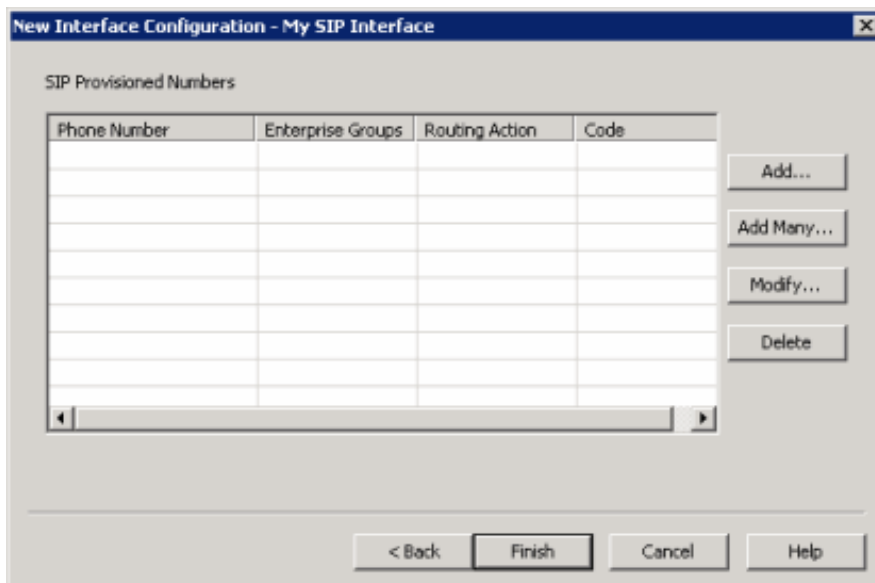 New Interface Configuration - My SIP Interface
SIP Provisioned Numbers
Phone Number Enterprise Groups Routing Action Code
Add...
Add Many...
Modify...
Delete
< Back Finish Cancel Help